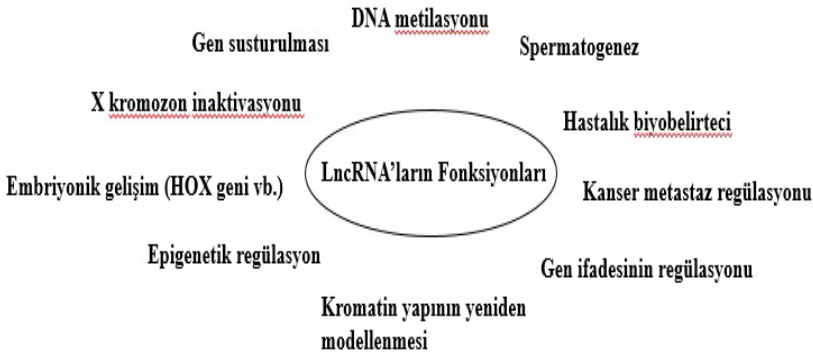 DNA metilasyonu
Gen susturulması
Spermatogenez
X kromozon inaktivasyonu
Hastalık biyobelirteci
LncRNA’ların Fonksiyonları
Embriyonik gelişim (HOX geni vb.)
Kanser metastaz regülasyonu
Epigenetik regülasyon
Gen ifadesinin regülasyonu
Kromatin yapının yeniden
modellenmesi